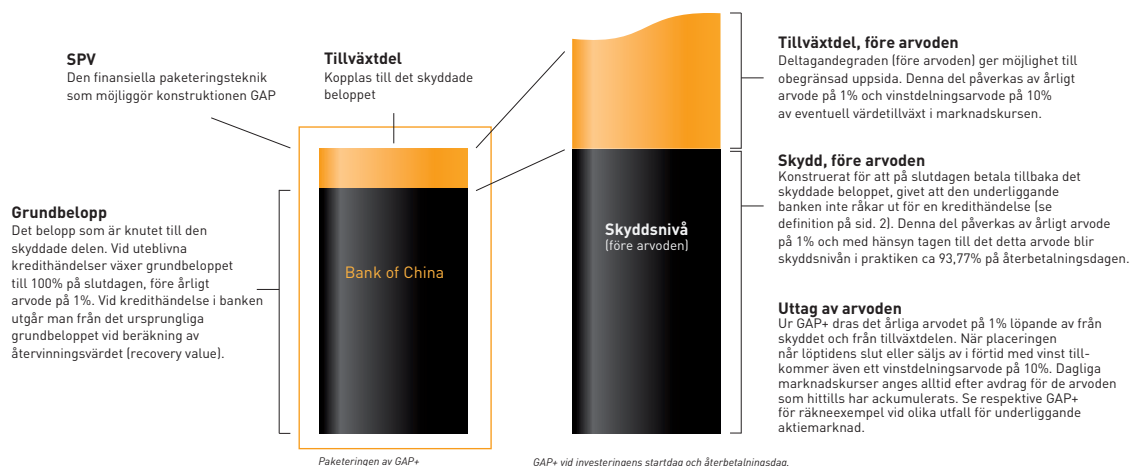 SPV
Den finansiella paketeringsteknik
som möjliggör konstruktionen GAP
Tillväxtdel
Kopplas till det skyddade
beloppet
Grundbelopp
Det belopp som är knutet till den
skyddade delen. Vid uteblivna
kredithändelser växer grundbeloppet
till 100% på slutdagen, före årligt
arvode på 1%. Vid kredithändelse i banken
utgår man från det ursprungliga
grundbeloppet vid beräkning av
återvinningsvärdet (recovery value).
Bank of China
Paketeringen av GAP+
Skyddsnivå
(före arvoden)
GAP+ vid investeringens startdag och återbetalningsdag.
Tillväxtdel, före arvoden
Deltagandegraden (före arvoden) ger möjlighet till
obegränsad uppsida. Denna del påverkas av årligt
arvode på 1% och vinstdelningsarvode på 10%
av eventuell värdetillväxt i marknadskursen.
Skydd, före arvoden
Konstruerat för att på slutdagen betala tillbaka det
skyddade beloppet, givet att den underliggande
banken inte råkar ut för en kredithändelse (se
definition på sid. 2). Denna del påverkas av årligt arvode
på 1% och med hänsyn tagen till det detta arvode blir
skyddsnivån i praktiken ca 93,77% på återbetalningsdagen.
Uttag av arvoden
Ur GAP+ dras det årliga arvodet på 1% löpande av från
skyddet och från tillväxtdelen. När placeringen
når löptidens slut eller säljs av i förtid med vinst till-
kommer även ett vinstdelningsarvode på 10%. Dagliga
marknadskurser anges alltid efter avdrag för de arvoden
som hittills har ackumulerats. Se respektive GAP+
för räkneexempel vid olika utfall för underliggande
aktiemarknad.